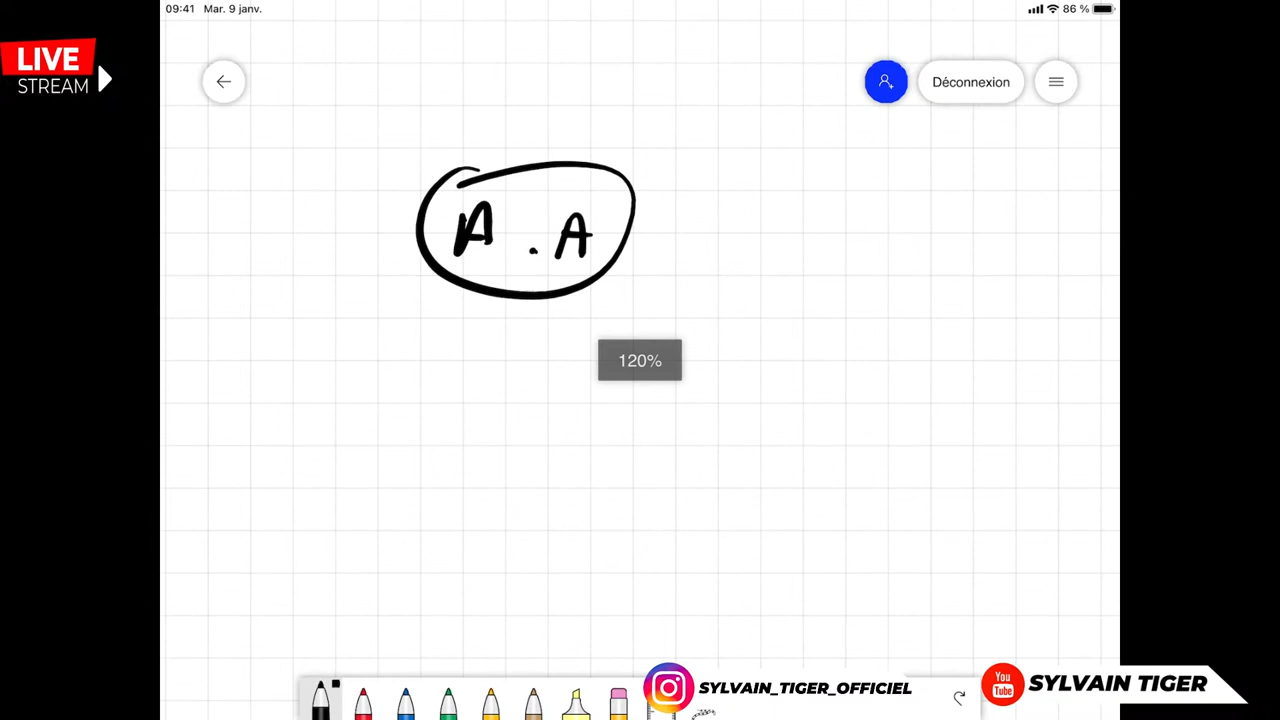 09:41 Mar. 9 janv.
86 %
LIVE
STREAM
Déconnexion
A . A
120%
SYLVAIN_TIGER_OFFICIEL
You
Tube
SYLVAIN TIGER